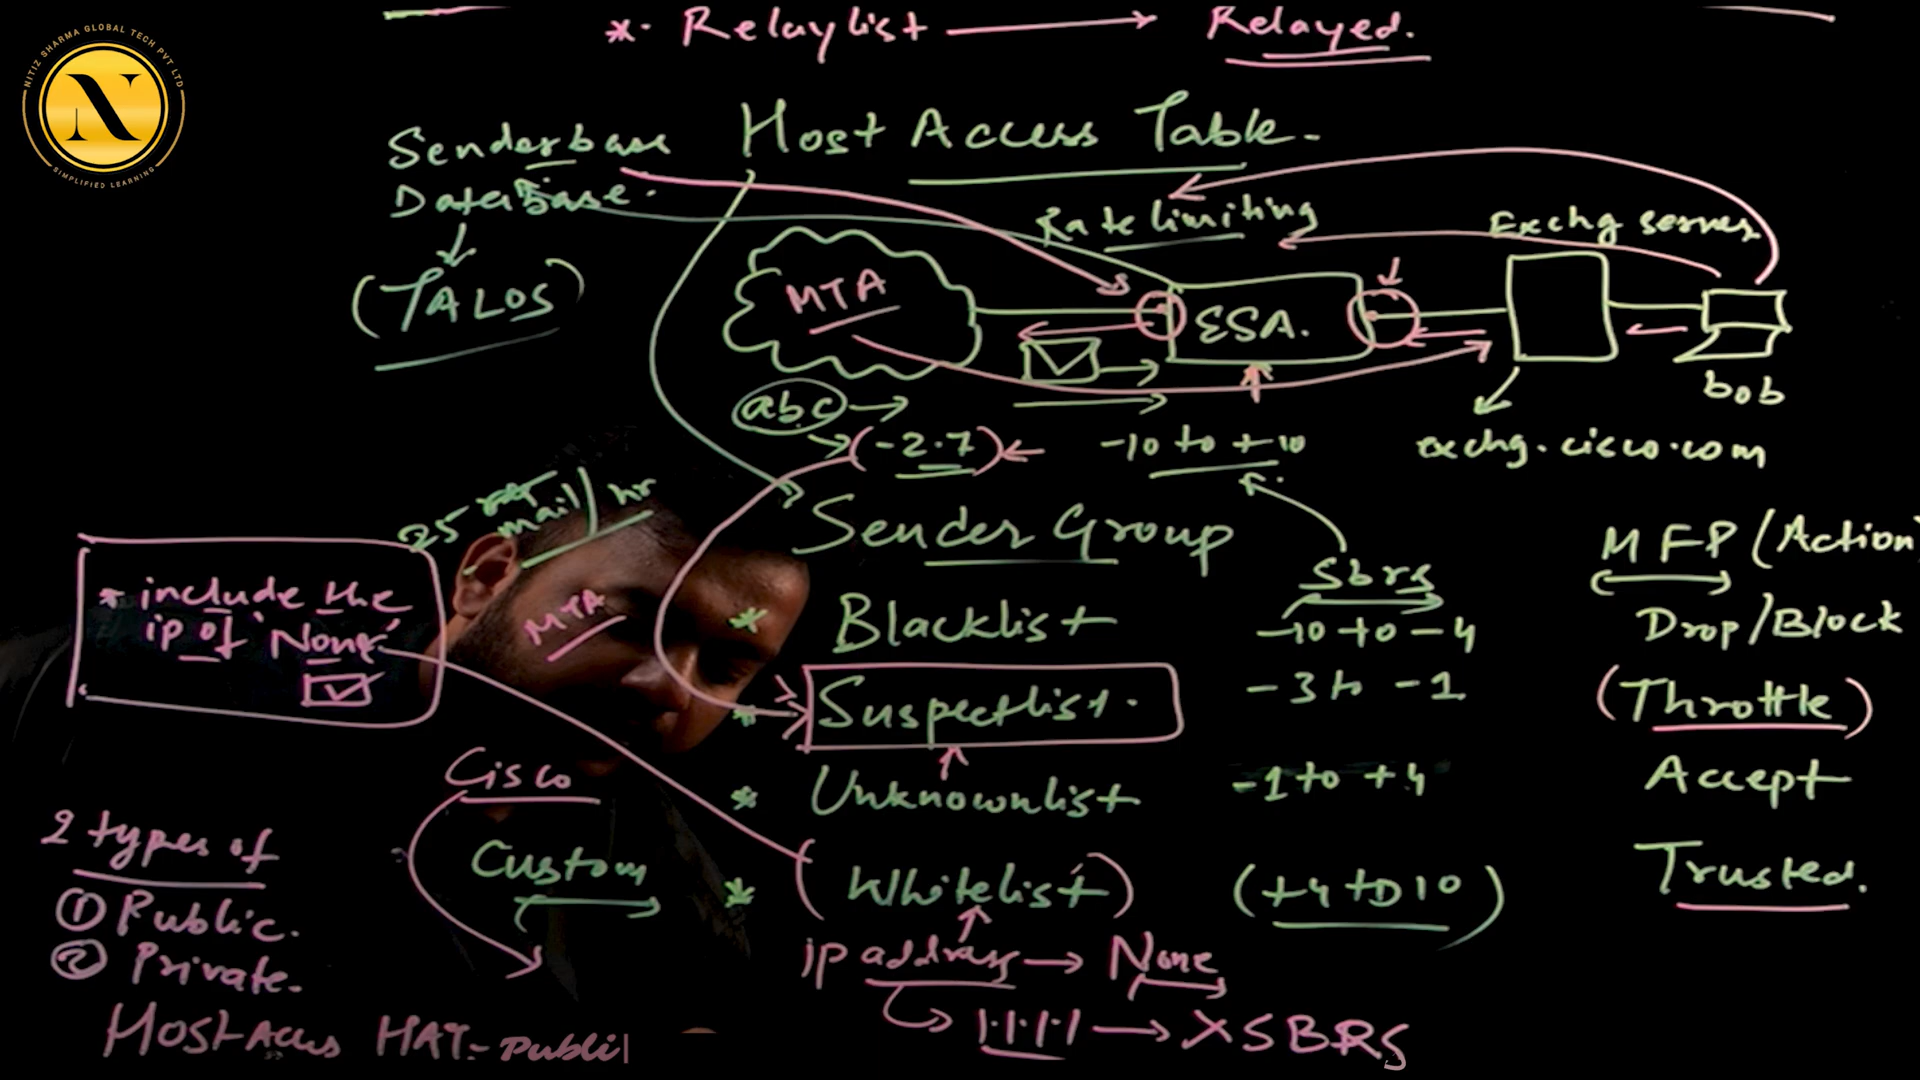 NITIZ SHARMA GLOBAL TECH PVT LTD
N
SIMPLIFIED LEARNING
*. Relaylist → Relayed.
Host Access Table.
Senderbase
Database.
(TALOS)
Rate limiting
Exchg server
MTA
ESA.
bob
abc →
(-2.7)
-10 to +10
exchg.cisco.com
25 mail/hr
Sender Group
Sbrs
MFP (Action
* include the
ip of 'None'
MTA
* Blacklist
-10 to -4
Drop/Block
* Suspectlist.
-3 to -1
(Throttle)
Cisco
* Unknownlist
-1 to +4
Accept
2 types of
① Public.
② Private.
Custom
* (Whitelist)
(+4 to 10)
Trusted.
ip address → None
1.1.1.1 → X SBRS
Host Access HAT - Publi